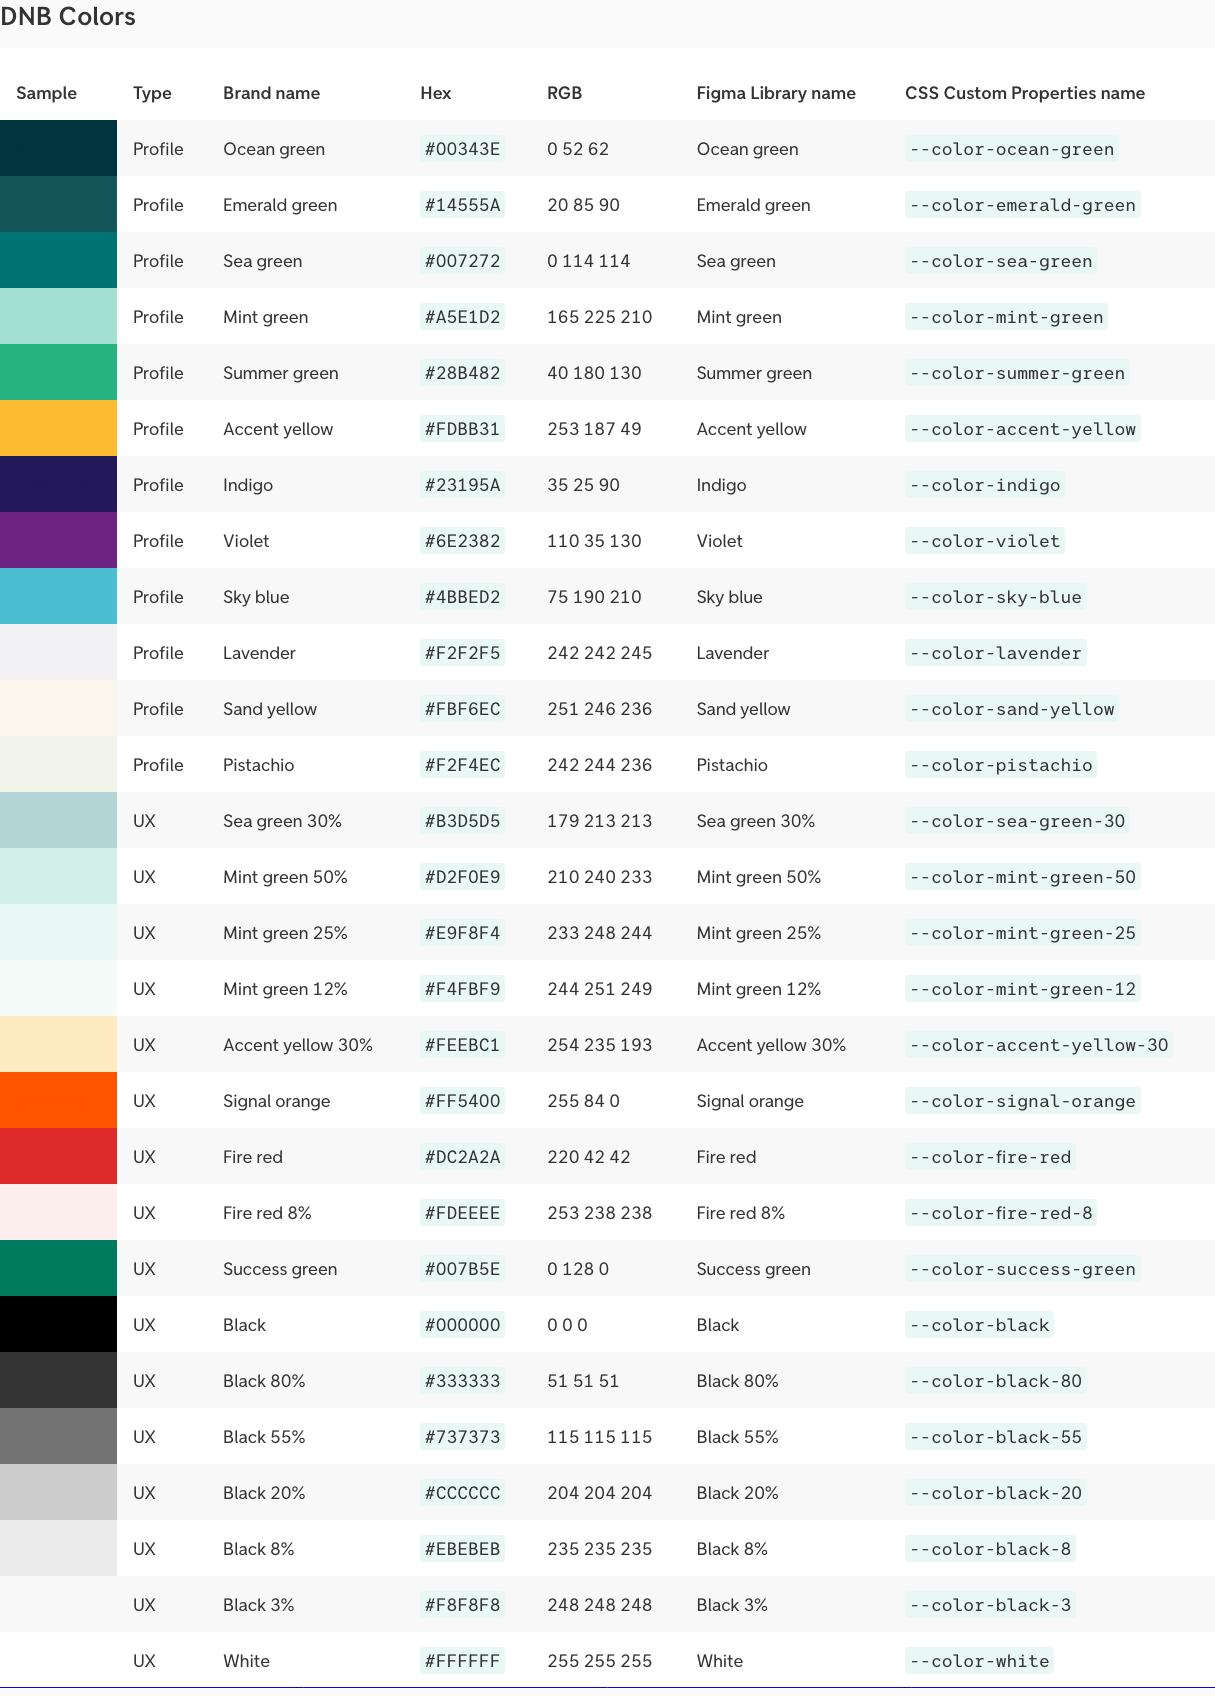 DNB Colors
Sample Type Brand name Hex RGB Figma Library name CSS Custom Properties name
Profile Ocean green #00343E 0 52 62 Ocean green --color-ocean-green
Profile Emerald green #14555A 20 85 90 Emerald green --color-emerald-green
Profile Sea green #007272 0 114 114 Sea green --color-sea-green
Profile Mint green #A5E1D2 165 225 210 Mint green --color-mint-green
Profile Summer green #28B482 40 180 130 Summer green --color-summer-green
Profile Accent yellow #FDBB31 253 187 49 Accent yellow --color-accent-yellow
Profile Indigo #23195A 35 25 90 Indigo --color-indigo
Profile Violet #6E2382 110 35 130 Violet --color-violet
Profile Sky blue #4BBED2 75 190 210 Sky blue --color-sky-blue
Profile Lavender #F2F2F5 242 242 245 Lavender --color-lavender
Profile Sand yellow #FBF6EC 251 246 236 Sand yellow --color-sand-yellow
Profile Pistachio #F2F4EC 242 244 236 Pistachio --color-pistachio
UX Sea green 30% #B3D5D5 179 213 213 Sea green 30% --color-sea-green-30
UX Mint green 50% #D2F0E9 210 240 233 Mint green 50% --color-mint-green-50
UX Mint green 25% #E9F8F4 233 248 244 Mint green 25% --color-mint-green-25
UX Mint green 12% #F4FBF9 244 251 249 Mint green 12% --color-mint-green-12
UX Accent yellow 30% #FEEBC1 254 235 193 Accent yellow 30% --color-accent-yellow-30
UX Signal orange #FF5400 255 84 0 Signal orange --color-signal-orange
UX Fire red #DC2A2A 220 42 42 Fire red --color-fire-red
UX Fire red 8% #FDEEEE 253 238 238 Fire red 8% --color-fire-red-8
UX Success green #007B5E 0 128 0 Success green --color-success-green
UX Black #000000 0 0 0 Black --color-black
UX Black 80% #333333 51 51 51 Black 80% --color-black-80
UX Black 55% #737373 115 115 115 Black 55% --color-black-55
UX Black 20% #CCCCCC 204 204 204 Black 20% --color-black-20
UX Black 8% #EBEBEB 235 235 235 Black 8% --color-black-8
UX Black 3% #F8F8F8 248 248 248 Black 3% --color-black-3
UX White #FFFFFF 255 255 255 White --color-white